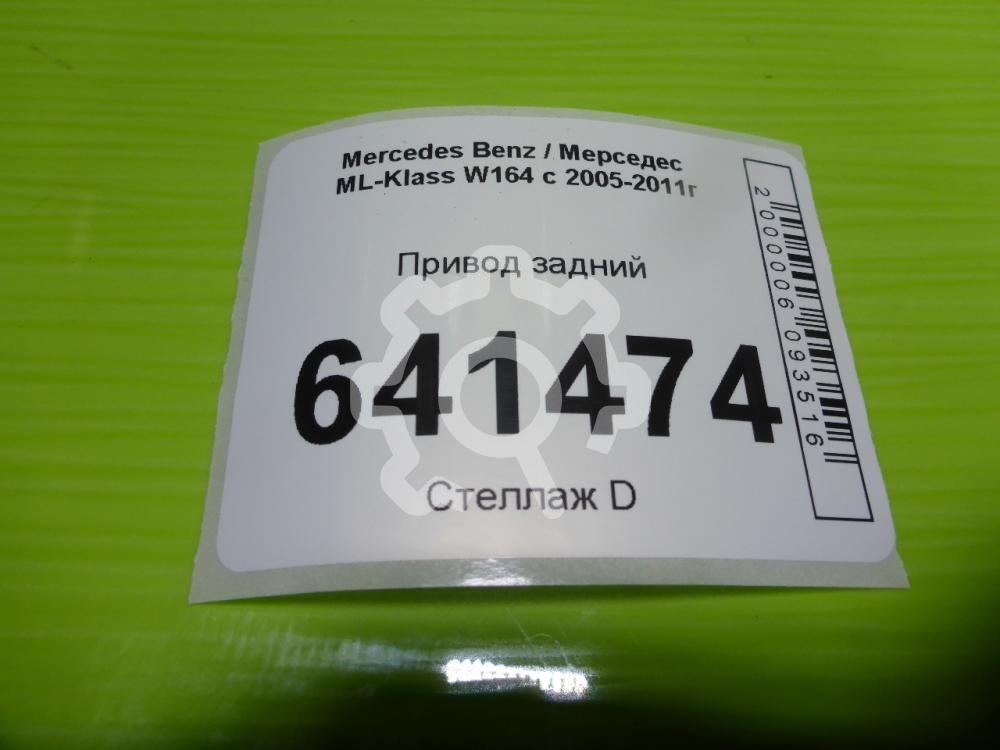 Mercedes Benz / Мерседес
ML-Klass W164 с 2005-2011г
Привод задний
641474
Стеллаж D
2000006093516